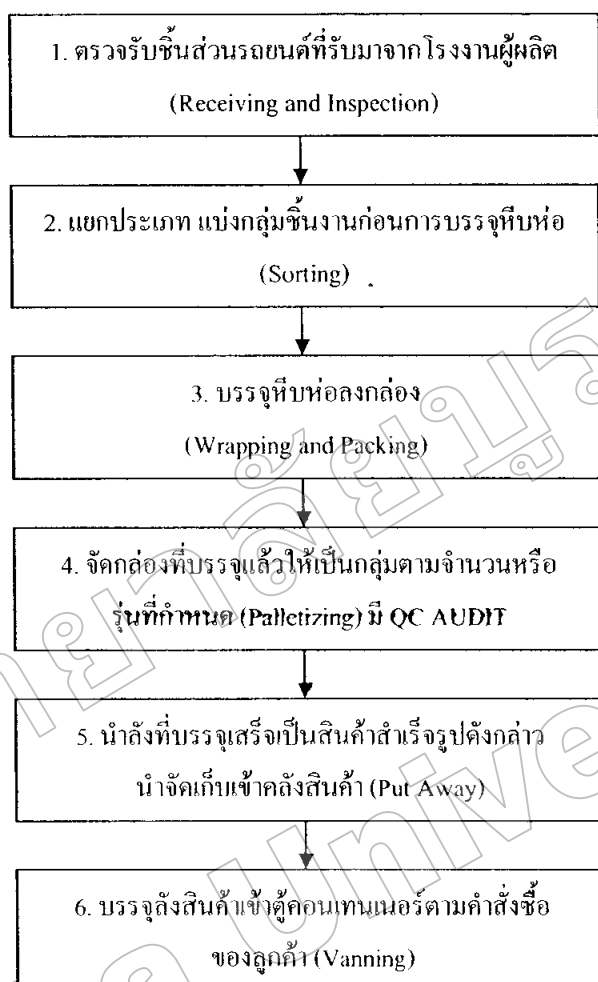 1. ตรวจรับชิ้นส่วนรถยนต์ที่รับมาจากโรงงานผู้ผลิต
(Receiving and Inspection)
2. แยกประเภท แบ่งกลุ่มชิ้นงานก่อนการบรรจุหีบห่อ
(Sorting)
3. บรรจุหีบห่อลงกล่อง
(Wrapping and Packing)
4. จัดกล่องที่บรรจุแล้วให้เป็นกลุ่มตามจำนวนหรือ
รุ่นที่กำหนด (Palletizing) มี QC AUDIT
5. นำลังที่บรรจุเสร็จเป็นสินค้าสำเร็จรูปดังกล่าว
นำจัดเก็บเข้าคลังสินค้า (Put Away)
6. บรรจุลังสินค้าเข้าตู้คอนเทนเนอร์ตามคำสั่งซื้อ
ของลูกค้า (Vanning)